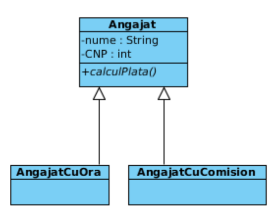 Angajat
-nume : String
-CNP : int
+calculPlata()
AngajatCuOra
AngajatCuComision